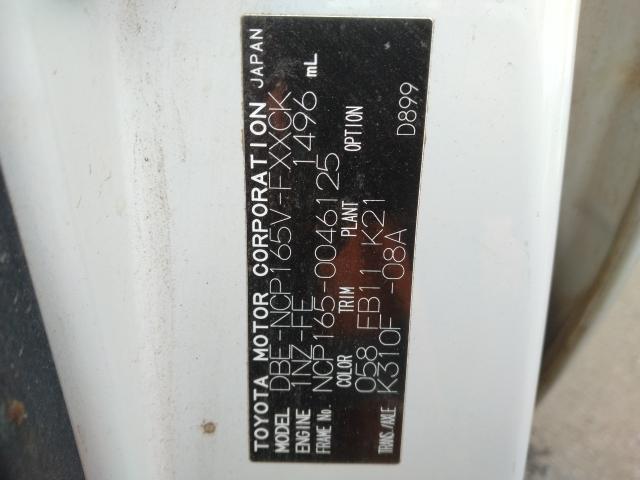 TOYOTA MOTOR CORPORATION JAPAN
MODEL DBE-NCP165V-FXXCK
ENGINE 1NZ-FE 1496 mL
FRAME No. NCP165-0046125
COLOR TRIM PLANT OPTION
058 FB11 K21
TRANS/AXLE K310F -08A D899